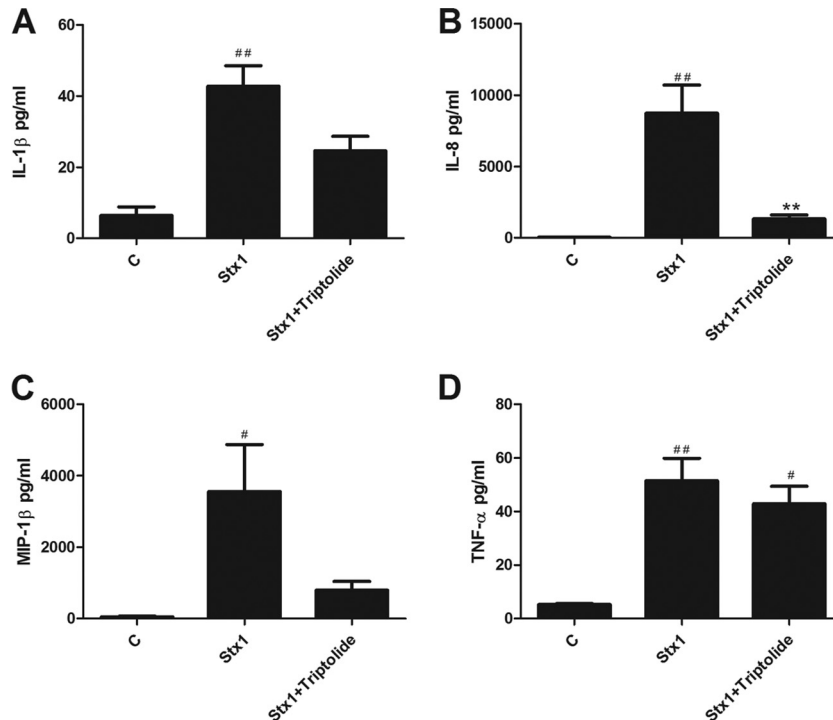 A
IL-1β pg/ml
60
40
20
0
##
C
Stx1
Stx1+Triptolide
B
IL-8 pg/ml
15000
10000
5000
0
##
**
C
Stx1
Stx1+Triptolide
C
MIP-1β pg/ml
6000
4000
2000
0
#
C
Stx1
Stx1+Triptolide
D
TNF-α pg/ml
80
60
40
20
0
##
#
C
Stx1
Stx1+Triptolide